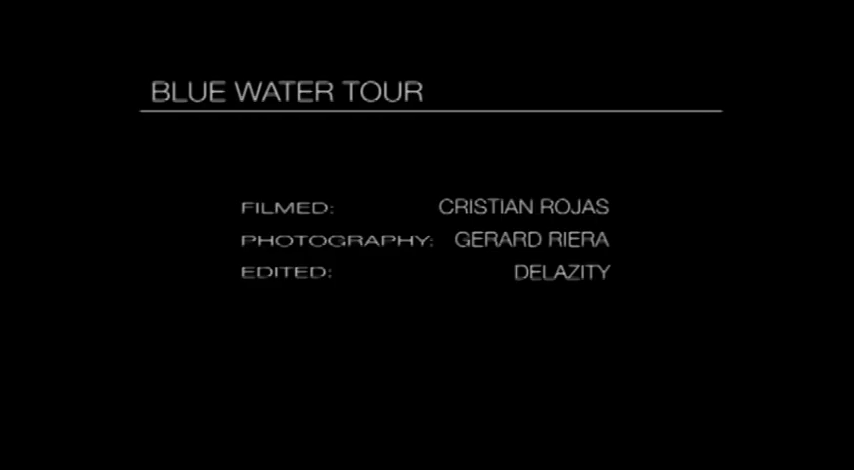 BLUE WATER TOUR
FILMED: CRISTIAN ROJAS
PHOTOGRAPHY: GERARD RIERA
EDITED: DELAZITY